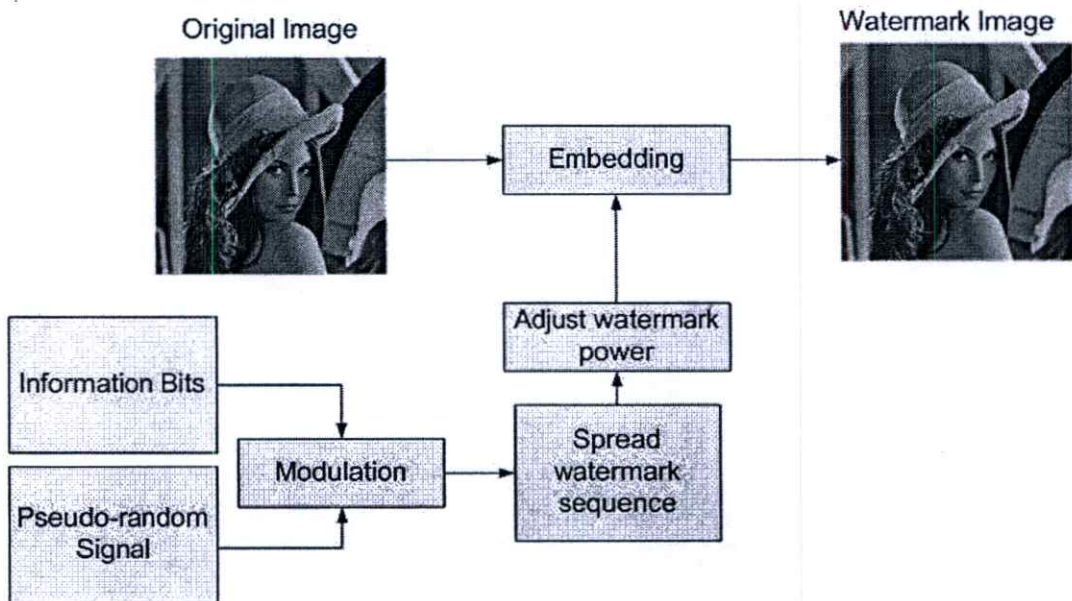 Original Image
Watermark Image
Embedding
Adjust watermark
power
Information Bits
Modulation
Spread
watermark
sequence
Pseudo-random
Signal